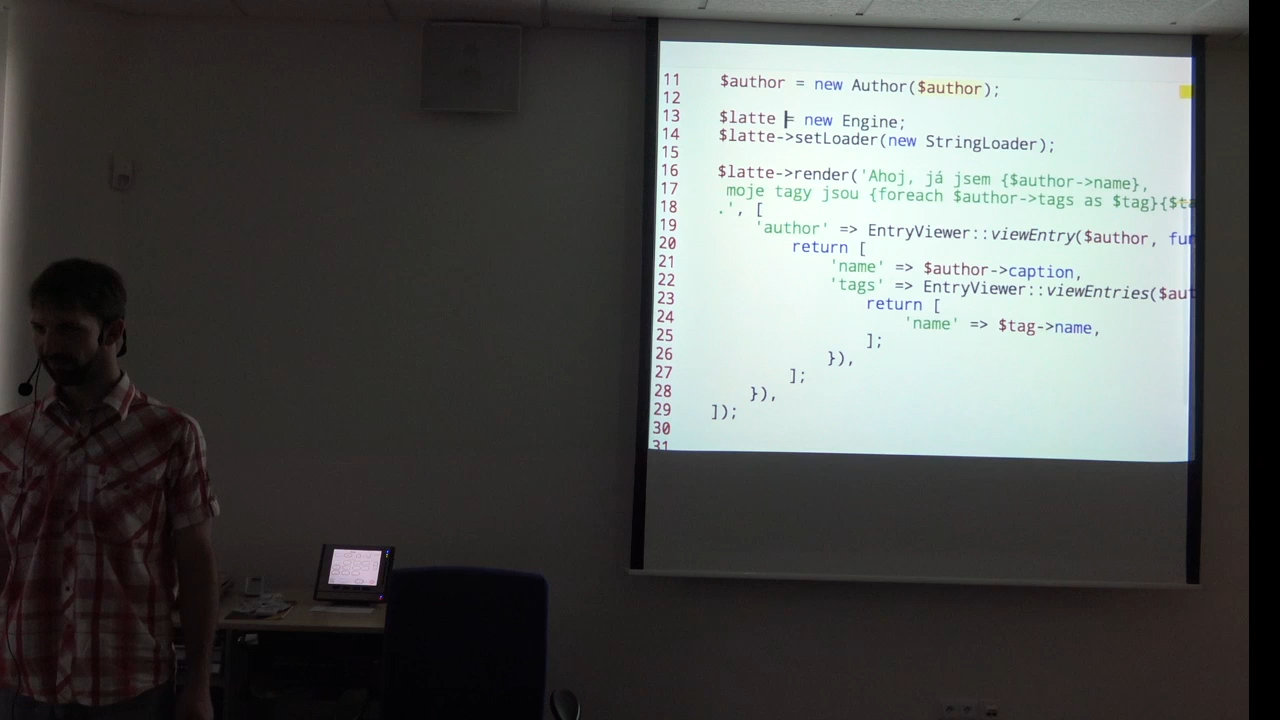 11 $author = new Author($author);
12
13 $latte = new Engine;
14 $latte->setLoader(new StringLoader);
15
16 $latte->render('Ahoj, já jsem {$author->name},
17 moje tagy jsou {foreach $author->tags as $tag}{$ta
18 .', [
19 'author' => EntryViewer::viewEntry($author, fun
20 return [
21 'name' => $author->caption,
22 'tags' => EntryViewer::viewEntries($aut
23 return [
24 'name' => $tag->name,
25 ];
26 }),
27 ];
28 }),
29 ]);
30
31